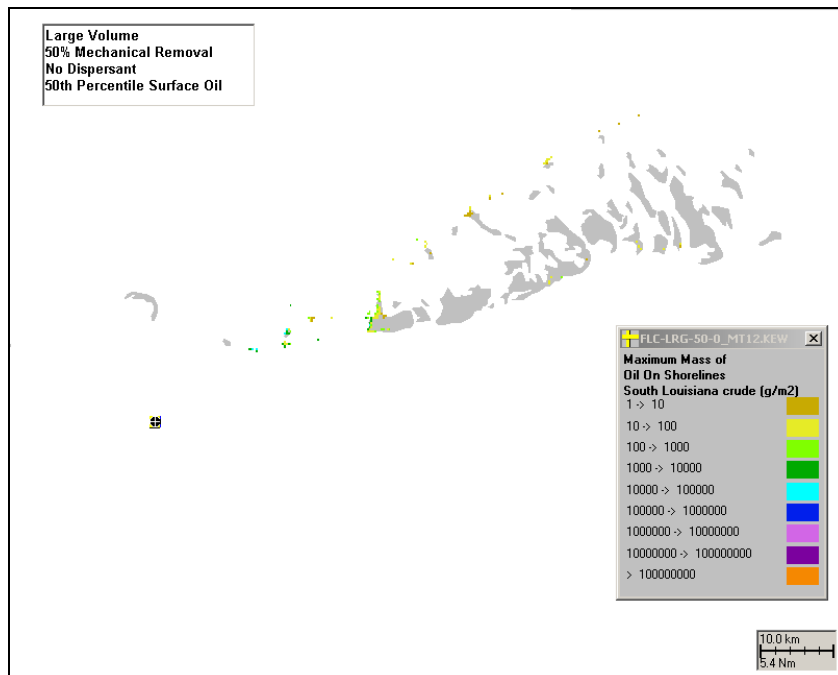 Large Volume
50% Mechanical Removal
No Dispersant
50th Percentile Surface Oil
FLC-LRG-50-0_MT12.KEW
Maximum Mass of
Oil On Shorelines
South Louisiana crude (g/m2)
1 -> 10
10 -> 100
100 -> 1000
1000 -> 10000
10000 -> 100000
100000 -> 1000000
1000000 -> 10000000
10000000 -> 100000000
> 100000000
10.0 km
5.4 Nm